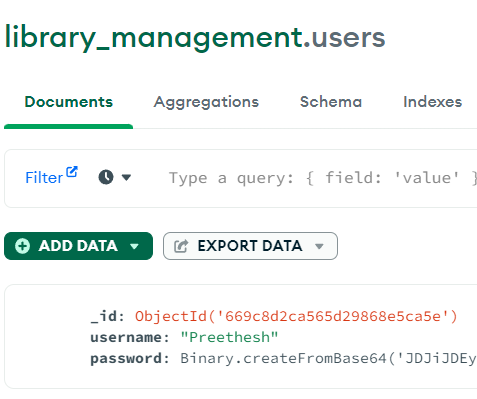 library_management.users
Documents Aggregations Schema Indexes
Filter Type a query: { field: 'value' }
ADD DATA EXPORT DATA
_id: ObjectId('669c8d2ca565d29868e5ca5e')
username: "Preethesh"
password: Binary.createFromBase64('JDJiJDEy